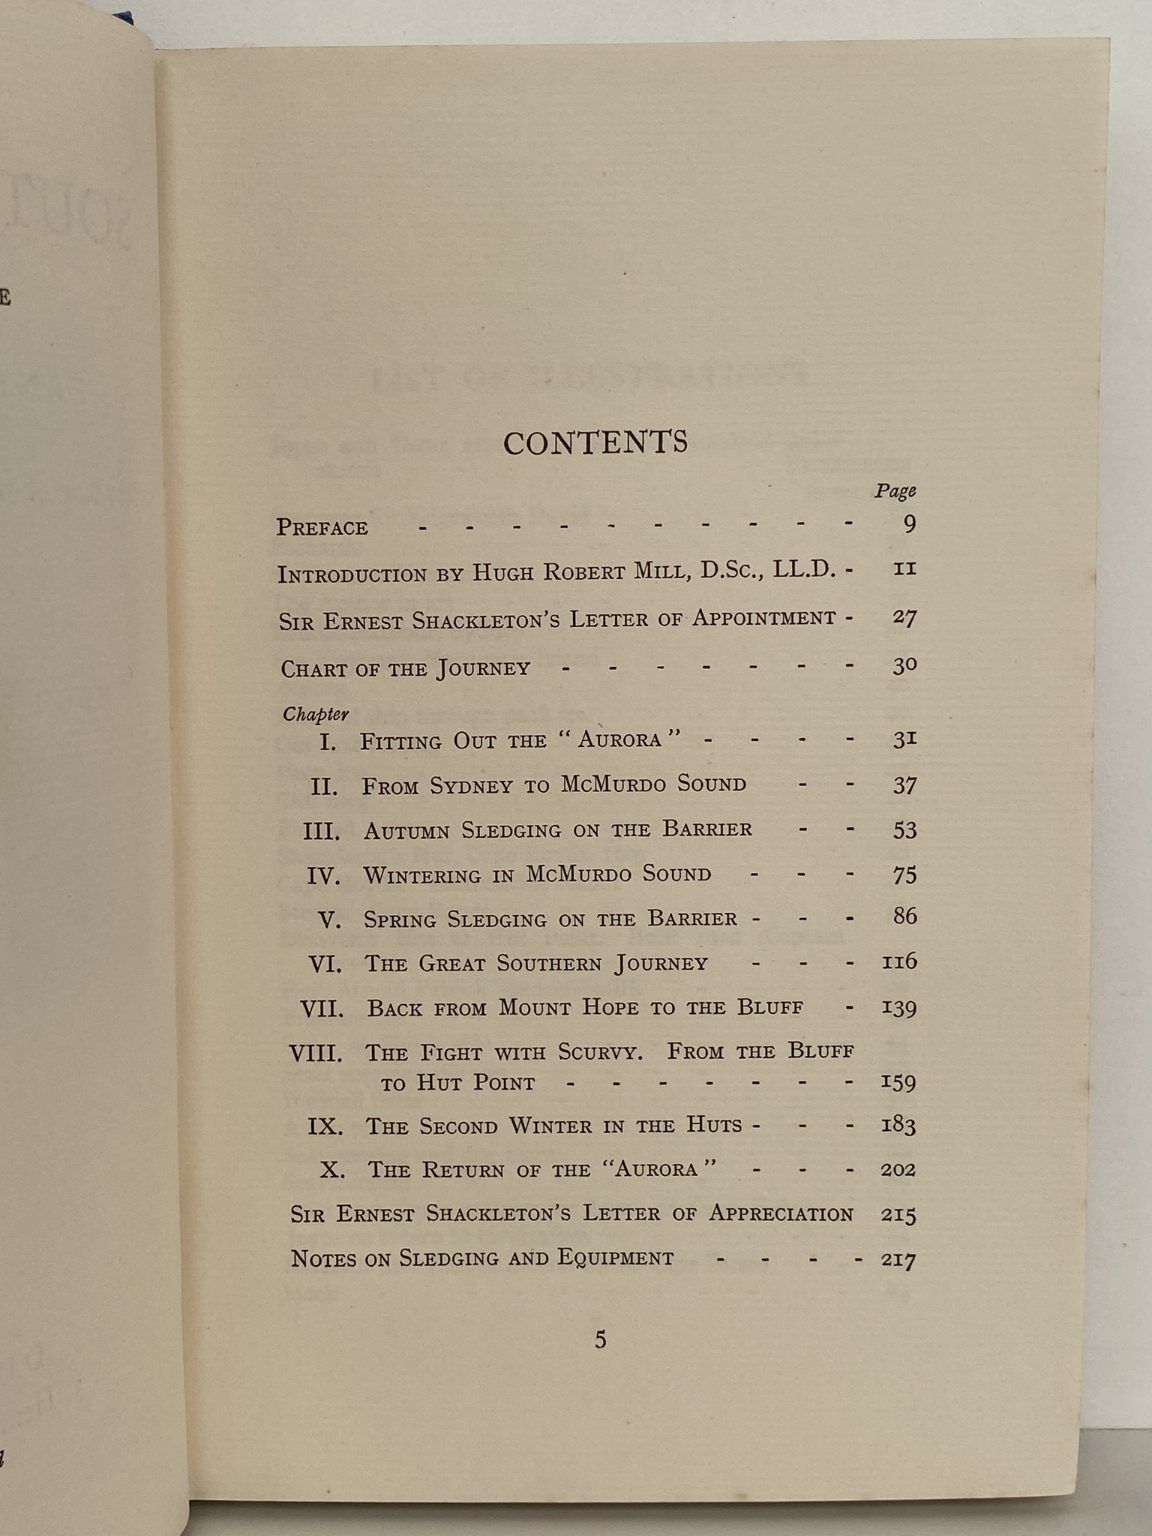 CONTENTS
Page
PREFACE - - - - - - - - - - 9
INTRODUCTION BY HUGH ROBERT MILL, D.Sc., LL.D. - 11
SIR ERNEST SHACKLETON'S LETTER OF APPOINTMENT - 27
CHART OF THE JOURNEY - - - - - - - 30
Chapter
I. FITTING OUT THE "AURORA" - - - - 31
II. FROM SYDNEY TO MCMURDO SOUND - - 37
III. AUTUMN SLEDGING ON THE BARRIER - - 53
IV. WINTERING IN MCMURDO SOUND - - - 75
V. SPRING SLEDGING ON THE BARRIER - - - 86
VI. THE GREAT SOUTHERN JOURNEY - - - 116
VII. BACK FROM MOUNT HOPE TO THE BLUFF - 139
VIII. THE FIGHT WITH SCURVY. FROM THE BLUFF
TO HUT POINT - - - - - - - 159
IX. THE SECOND WINTER IN THE HUTS - - - 183
X. THE RETURN OF THE "AURORA" - - - 202
SIR ERNEST SHACKLETON'S LETTER OF APPRECIATION 215
NOTES ON SLEDGING AND EQUIPMENT - - - - 217
5